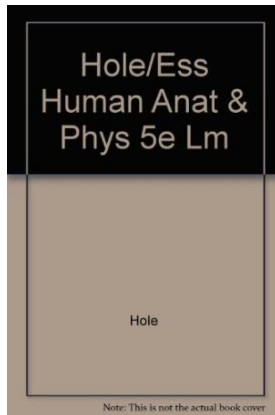 Hole/Ess
Human Anat &
Phys 5e Lm
Hole
Note: This is not the actual book cover